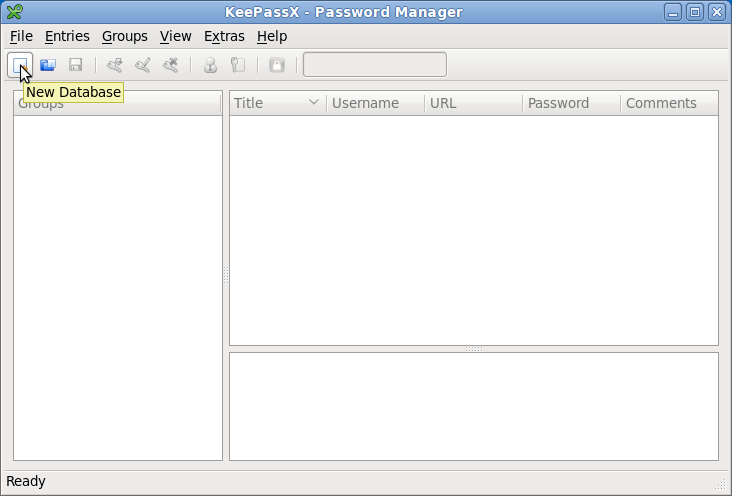 KeePassX - Password Manager
File Entries Groups View Extras Help
New Database
Groups
Title Username URL Password Comments
Ready